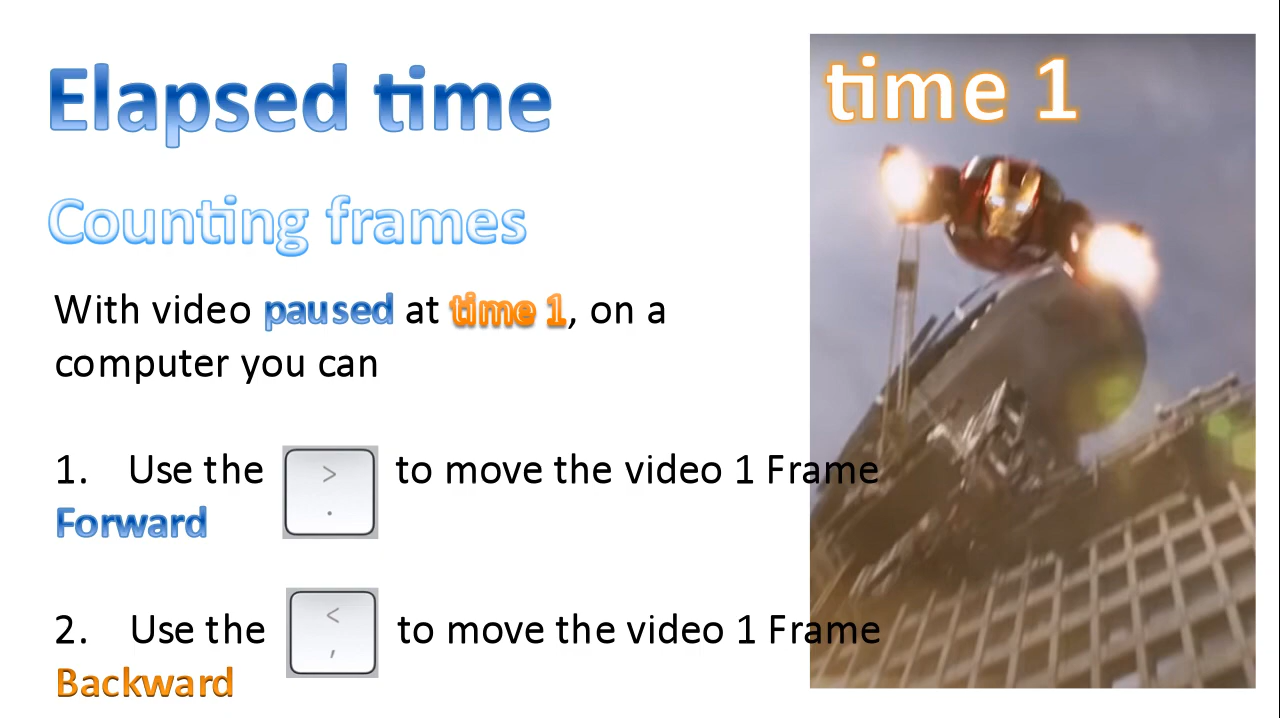 Elapsed time
time 1
Counting frames
With video paused at time 1, on a
computer you can
1. Use the > . to move the video 1 Frame
Forward
2. Use the < , to move the video 1 Frame
Backward